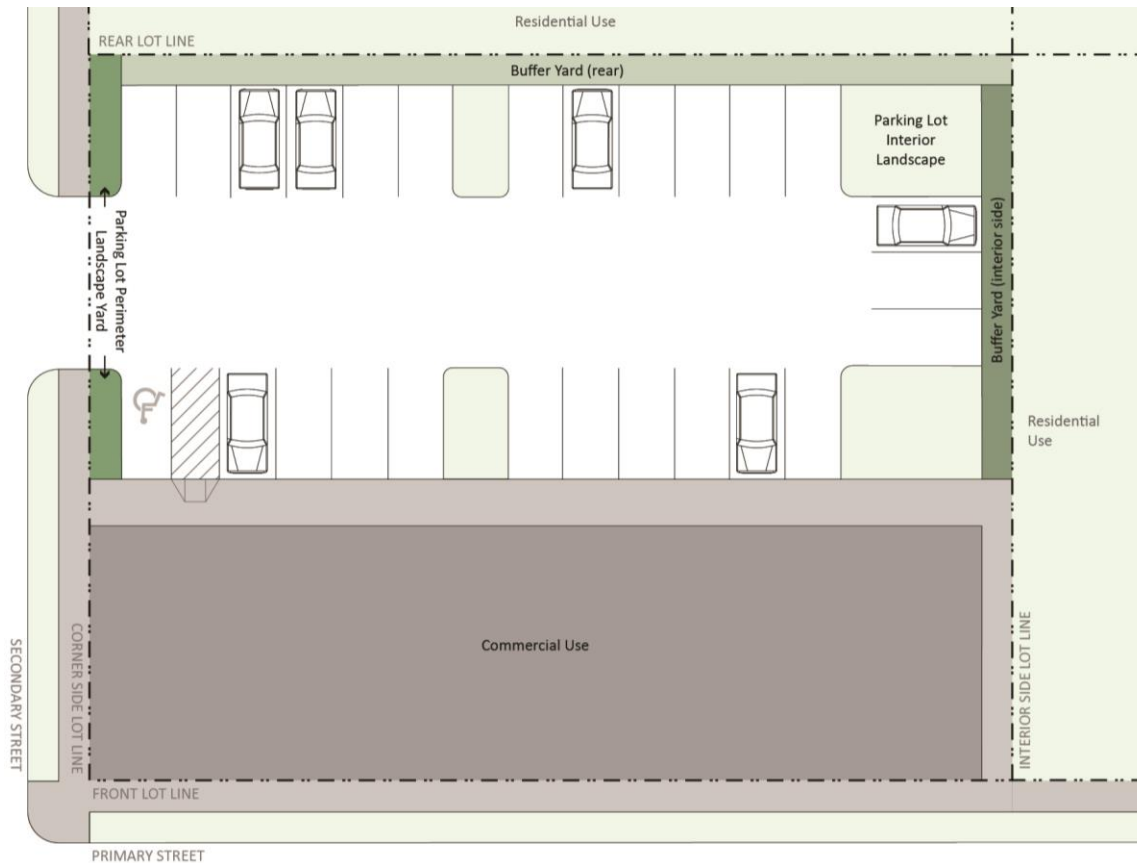 Residential Use
REAR LOT LINE
Buffer Yard (rear)
Parking Lot
Interior
Landscape
Parking Lot Perimeter
Landscape Yard
Buffer Yard (interior side)
Residential
Use
Commercial Use
SECONDARY STREET
CORNER SIDE LOT LINE
INTERIOR SIDE LOT LINE
FRONT LOT LINE
PRIMARY STREET